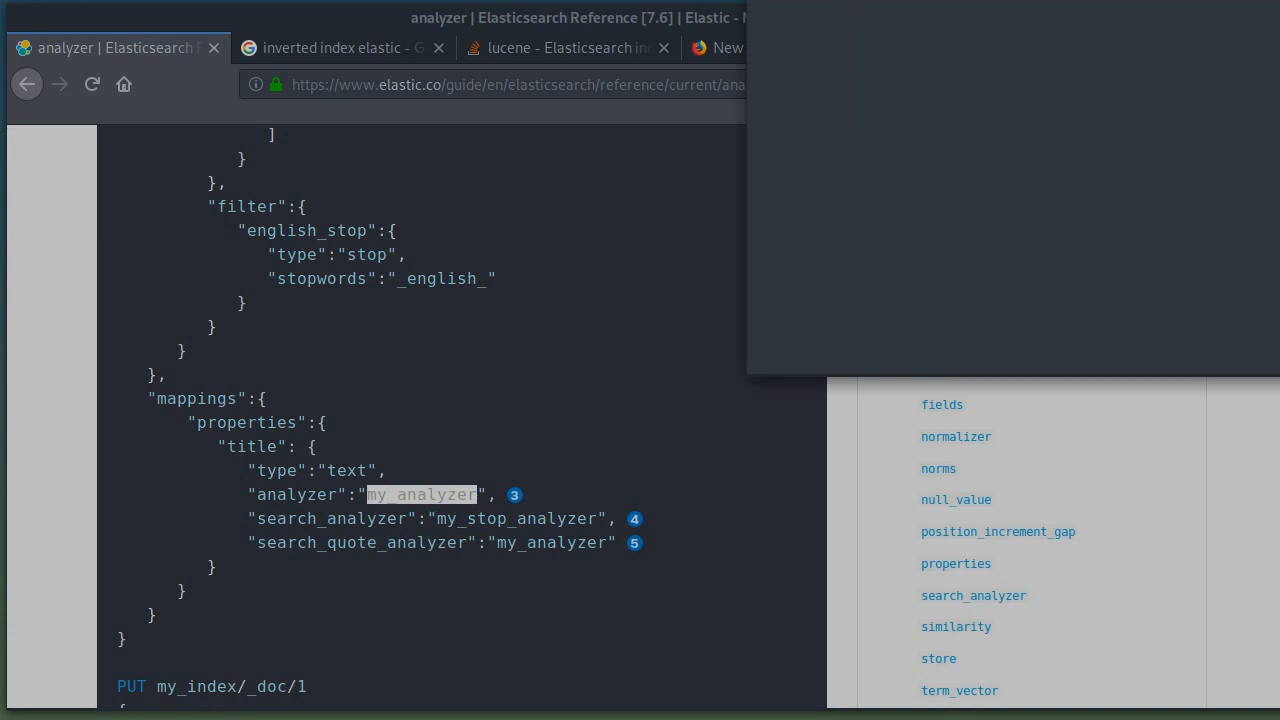 analyzer | Elasticsearch Reference [7.6] | Elastic -
analyzer | Elasticsearch
inverted index elastic - G
lucene - Elasticsearch in
New
https://www.elastic.co/guide/en/elasticsearch/reference/current/ana
]
}
},
"filter":{
"english_stop":{
"type":"stop",
"stopwords":"_english_"
}
}
}
},
"mappings":{
"properties":{
"title": {
"type":"text",
"analyzer":"my_analyzer", 3
"search_analyzer":"my_stop_analyzer", 4
"search_quote_analyzer":"my_analyzer" 5
}
}
}
}
PUT my_index/_doc/1
{
fields
normalizer
norms
null_value
position_increment_gap
properties
search_analyzer
similarity
store
term_vector